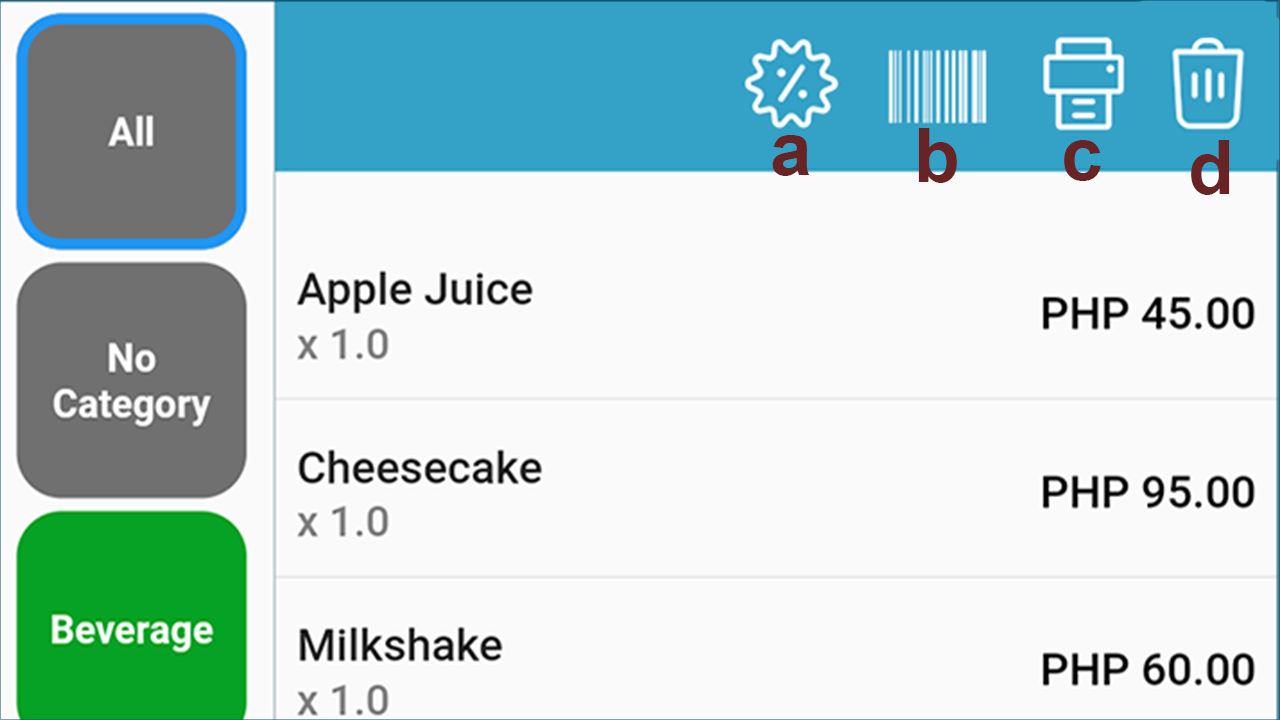 All
No
Category
Beverage
a b c d
Apple Juice
x 1.0
PHP 45.00
Cheesecake
x 1.0
PHP 95.00
Milkshake
x 1.0
PHP 60.00